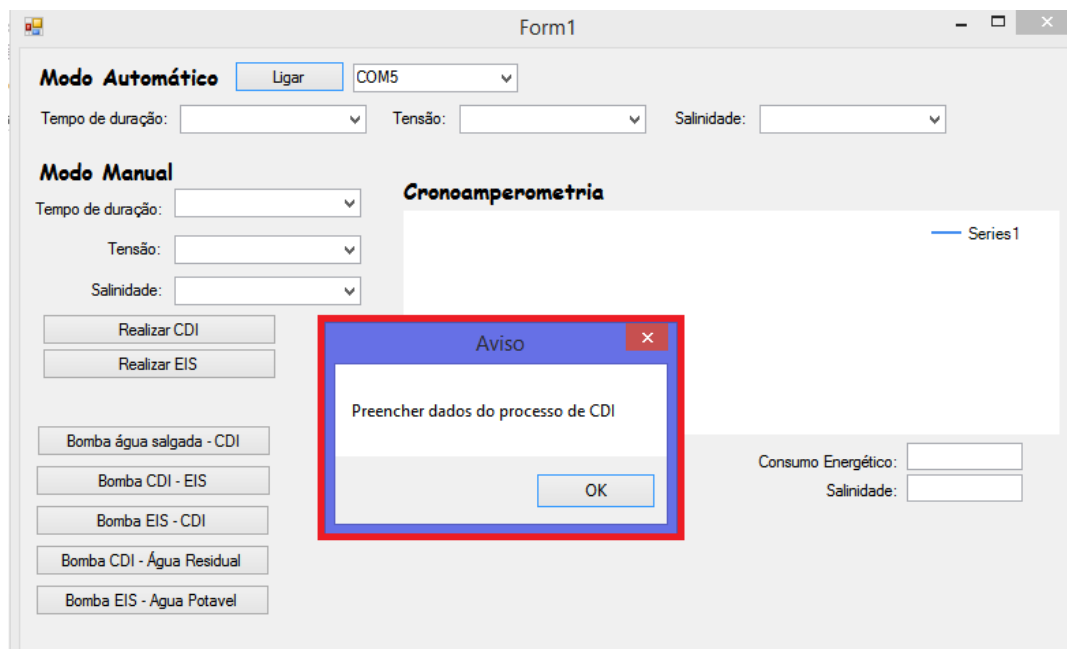 Form1
Modo Automático Ligar COM5
Tempo de duração: Tensão: Salinidade:
Modo Manual
Tempo de duração:
Tensão:
Salinidade:
Realizar CDI
Realizar EIS
Bomba água salgada - CDI
Bomba CDI - EIS
Bomba EIS - CDI
Bomba CDI - Água Residual
Bomba EIS - Agua Potavel
Cronoamperometria
Series1
Aviso
Preencher dados do processo de CDI
OK
Consumo Energético:
Salinidade: